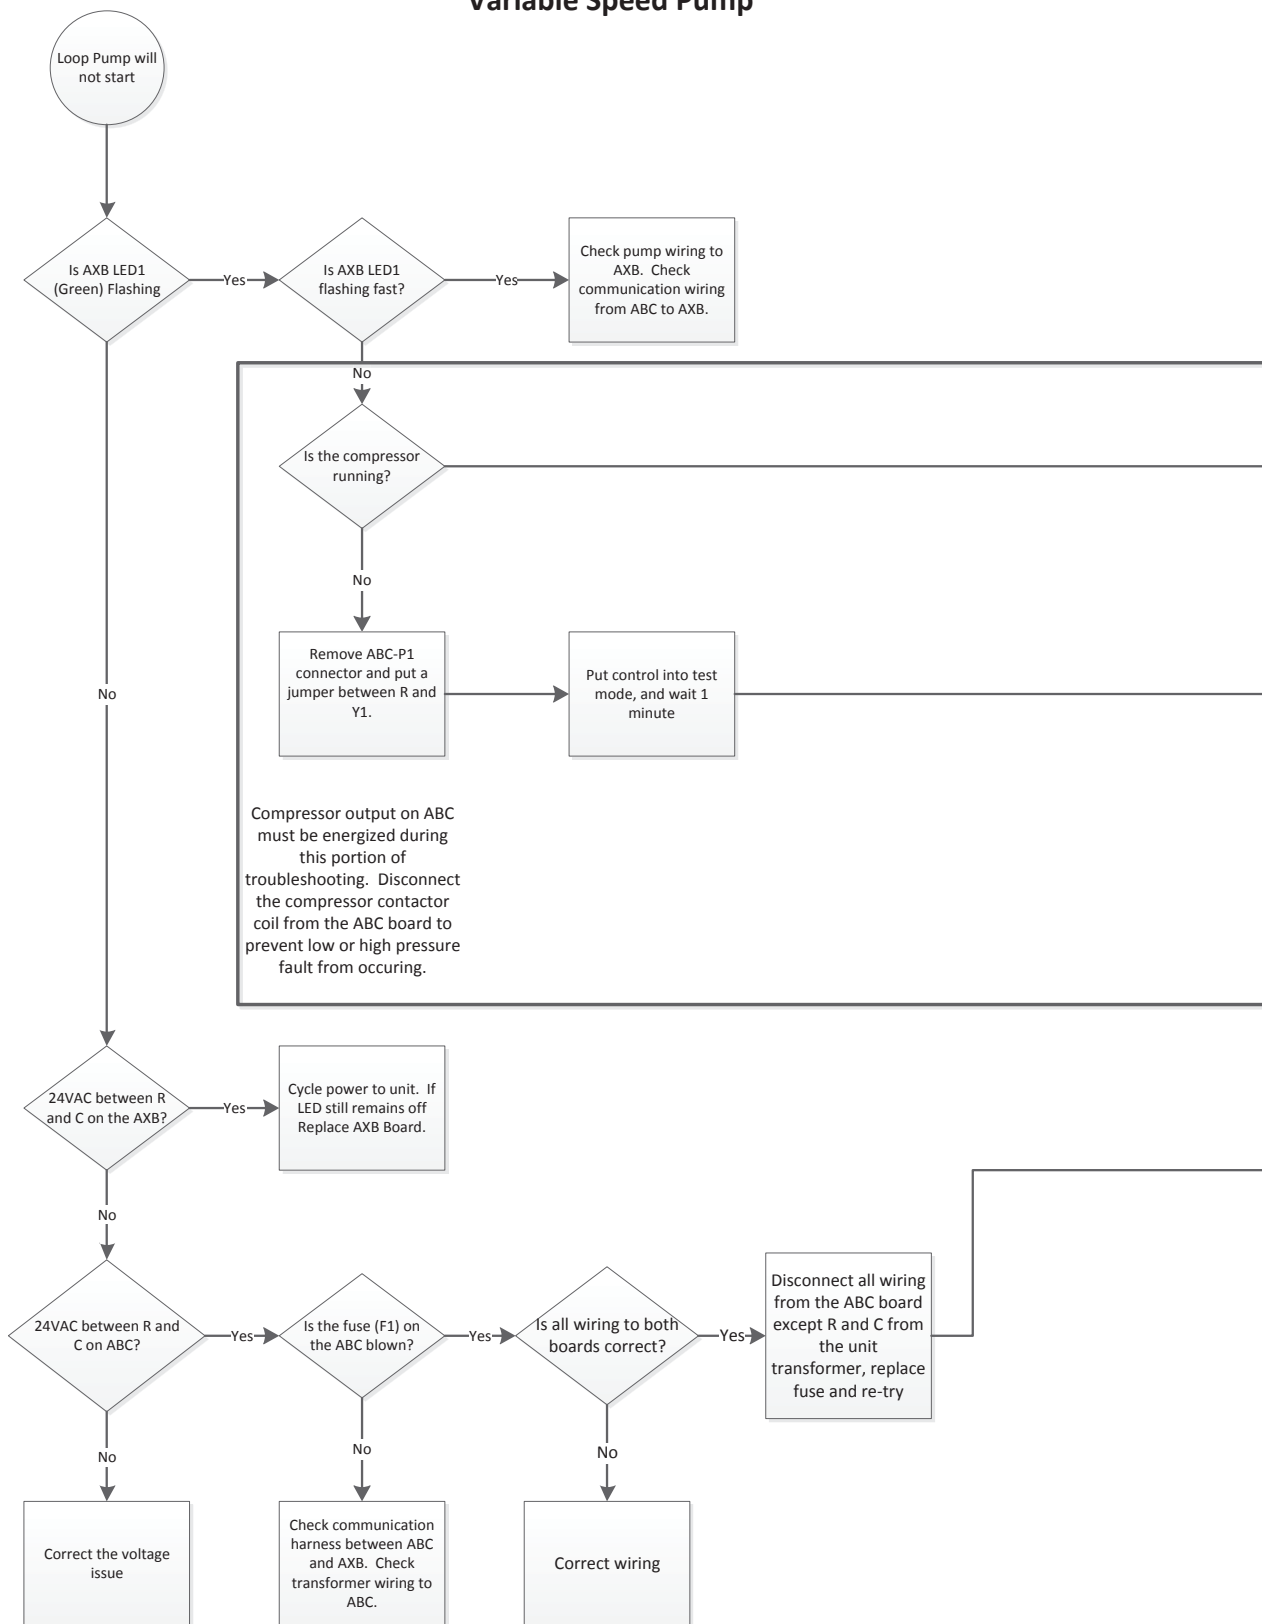 Variable Speed Pump
Loop Pump will
not start
Is AXB LED1
(Green) Flashing
Yes
Is AXB LED1
flashing fast?
Yes
Check pump wiring to
AXB.  Check
communication wiring
from ABC to AXB.
No
Is the compressor
running?
No
Remove ABC-P1
connector and put a
jumper between R and
Y1.
Put control into test
mode, and wait 1
minute
No
Compressor output on ABC
must be energized during
this portion of
troubleshooting.  Disconnect
the compressor contactor
coil from the ABC board to
prevent low or high pressure
fault from occuring.
24VAC between R
and C on the AXB?
Yes
Cycle power to unit.  If
LED still remains off
Replace AXB Board.
No
24VAC between R and
C on ABC?
Yes
Is the fuse (F1) on
the ABC blown?
Yes
Is all wiring to both
boards correct?
Yes
Disconnect all wiring
from the ABC board
except R and C from
the unit
transformer, replace
fuse and re-try
No
No
No
Correct the voltage
issue
Check communication
harness between ABC
and AXB.  Check
transformer wiring to
ABC.
Correct wiring